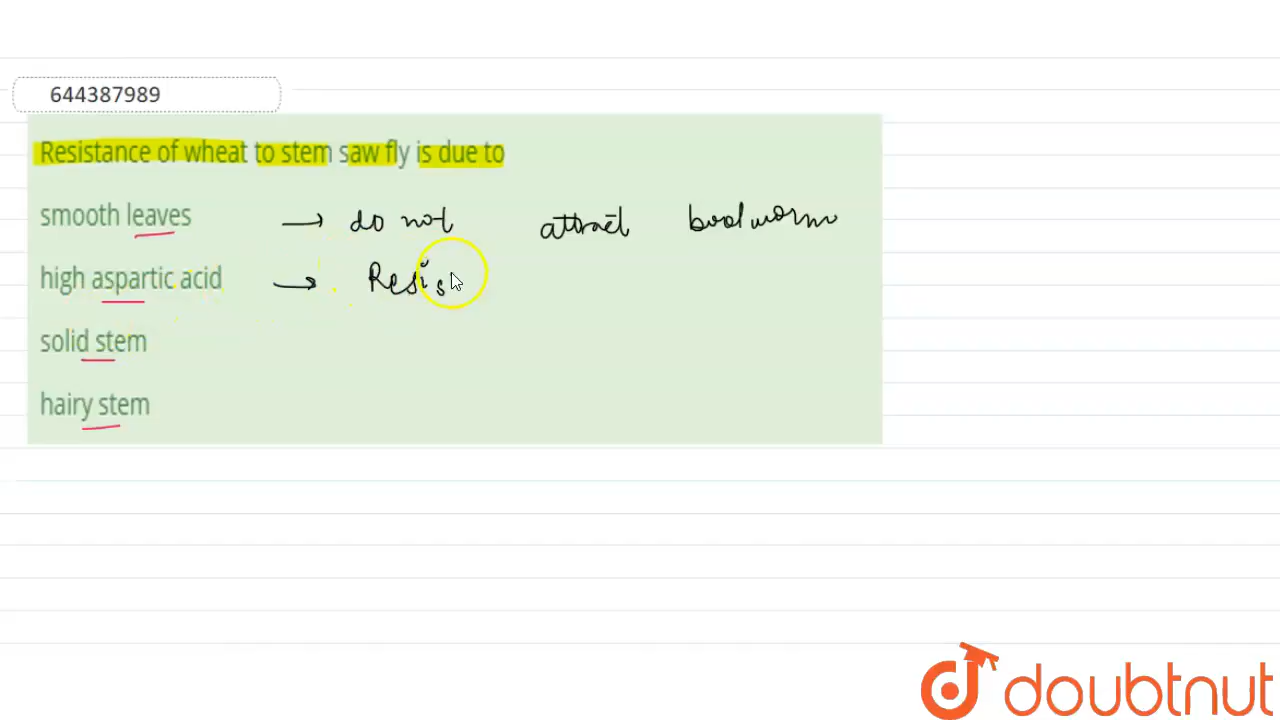 644387989
Resistance of wheat to stem saw fly is due to
smooth leaves → do not attract boolworm
high aspartic acid → Resis
solid stem
hairy stem
doubtnut